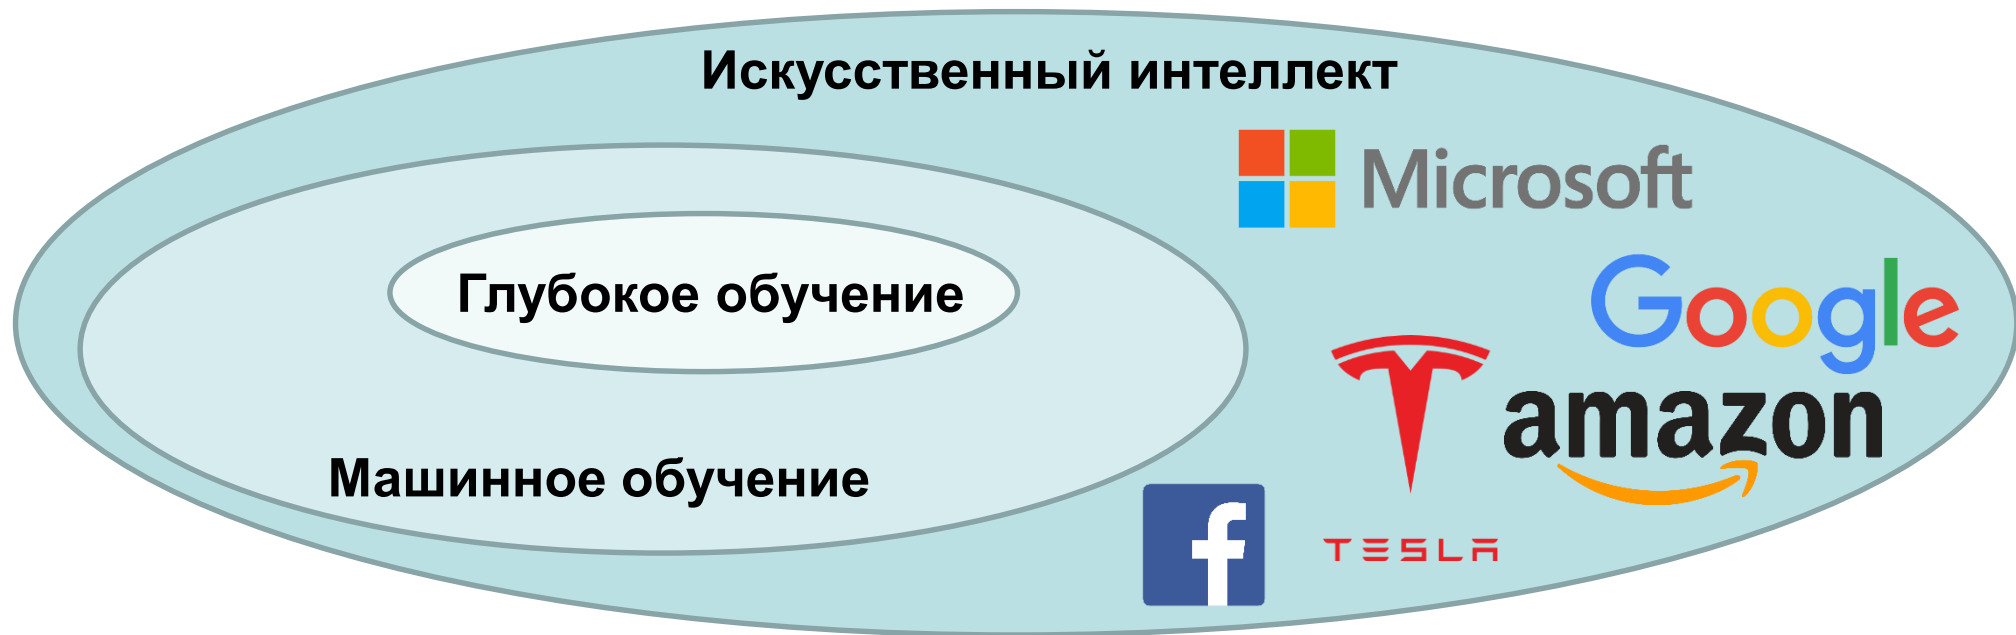 Искусственный интеллект
Microsoft
Google
Глубокое обучение
amazon
Машинное обучение
f
TESLA